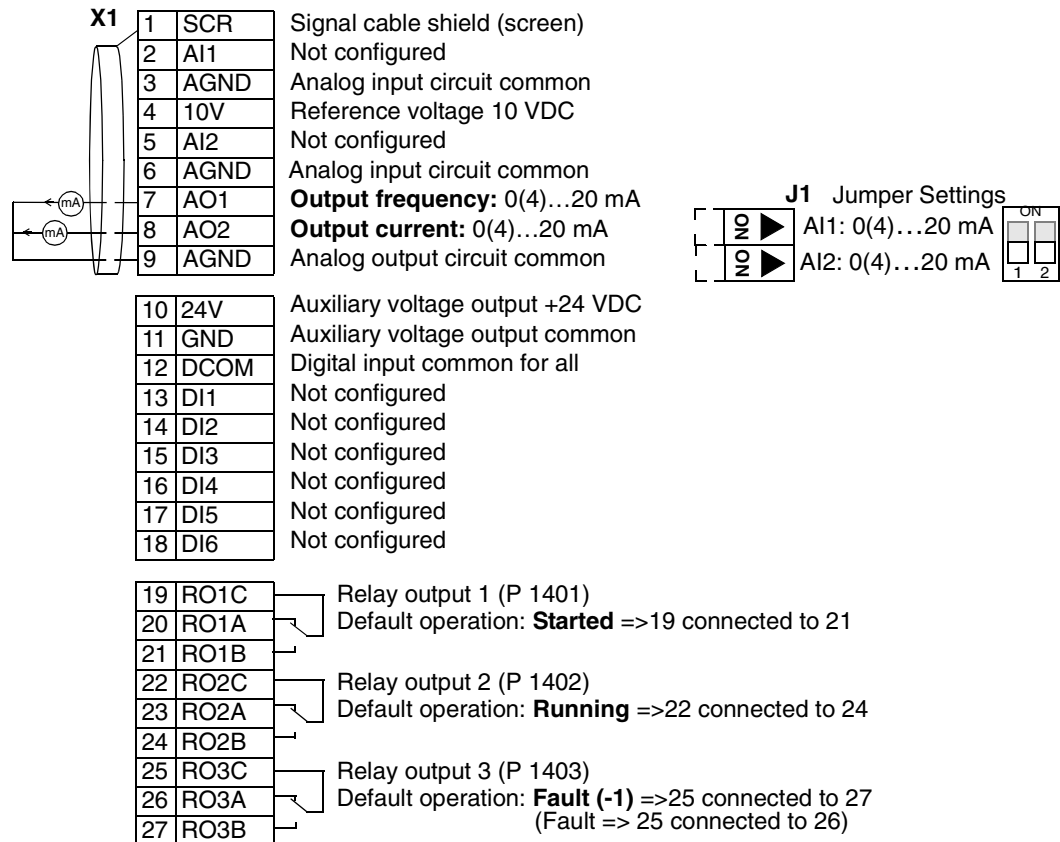 X1
1 SCR Signal cable shield (screen)
2 AI1 Not configured
3 AGND Analog input circuit common
4 10V Reference voltage 10 VDC
5 AI2 Not configured
6 AGND Analog input circuit common
mA 7 AO1 Output frequency: 0(4)…20 mA
mA 8 AO2 Output current: 0(4)…20 mA
9 AGND Analog output circuit common
J1 Jumper Settings
ON AI1: 0(4)…20 mA ON
ON AI2: 0(4)…20 mA 1 2
10 24V Auxiliary voltage output +24 VDC
11 GND Auxiliary voltage output common
12 DCOM Digital input common for all
13 DI1 Not configured
14 DI2 Not configured
15 DI3 Not configured
16 DI4 Not configured
17 DI5 Not configured
18 DI6 Not configured
19 RO1C Relay output 1 (P 1401)
20 RO1A Default operation: Started =>19 connected to 21
21 RO1B
22 RO2C Relay output 2 (P 1402)
23 RO2A Default operation: Running =>22 connected to 24
24 RO2B
25 RO3C Relay output 3 (P 1403)
26 RO3A Default operation: Fault (-1) =>25 connected to 27
27 RO3B (Fault => 25 connected to 26)